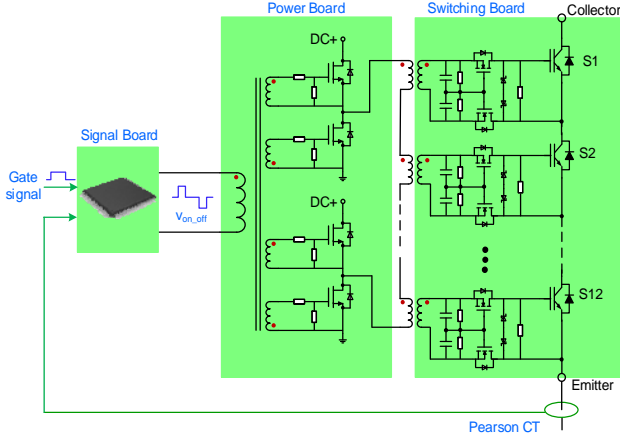 Power Board
Switching Board
Collector
DC+
S1
Signal Board
Gate
signal
V_on_off
S2
DC+
S12
Emitter
Pearson CT